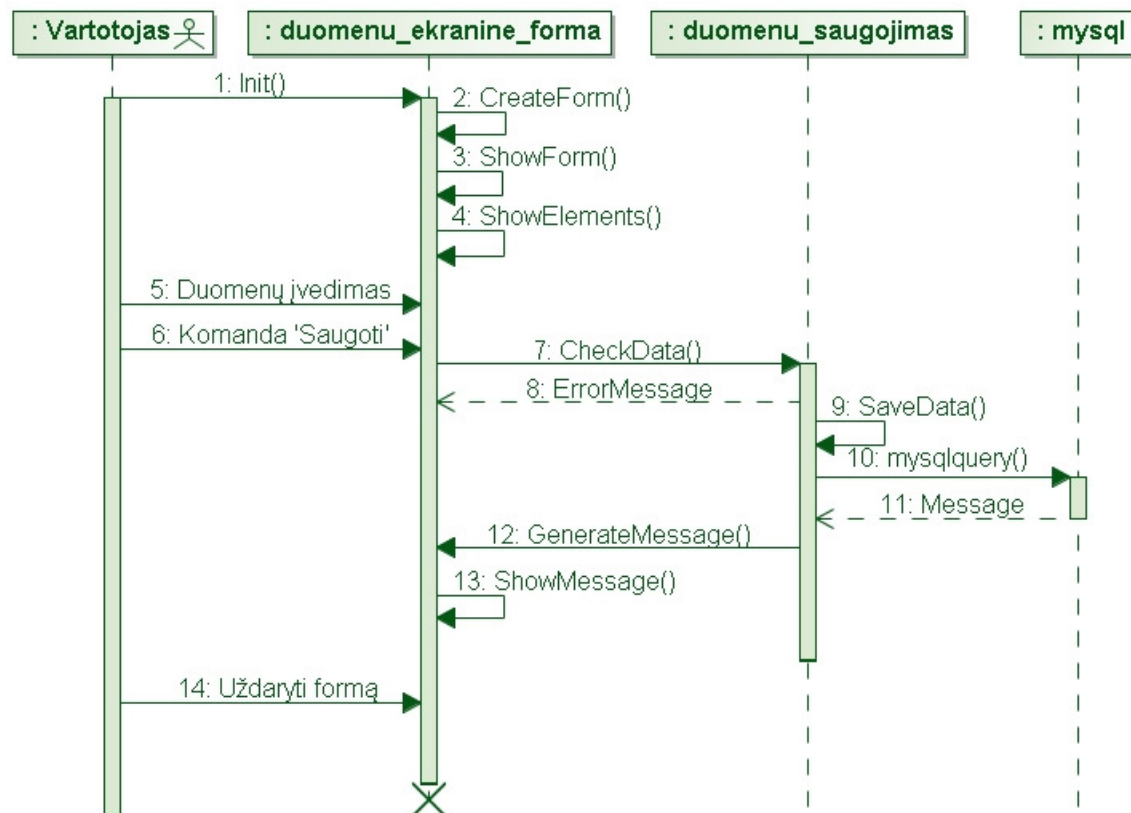 : Vartotojas
: duomenu_ekranine_forma
: duomenu_saugojimas
: mysql
1: Init()
2: CreateForm()
3: ShowForm()
4: ShowElements()
5: Duomenų įvedimas
6: Komanda 'Saugoti'
7: CheckData()
8: ErrorMessage
9: SaveData()
10: mysqlquery()
11: Message
12: GenerateMessage()
13: ShowMessage()
14: Uždaryti formą